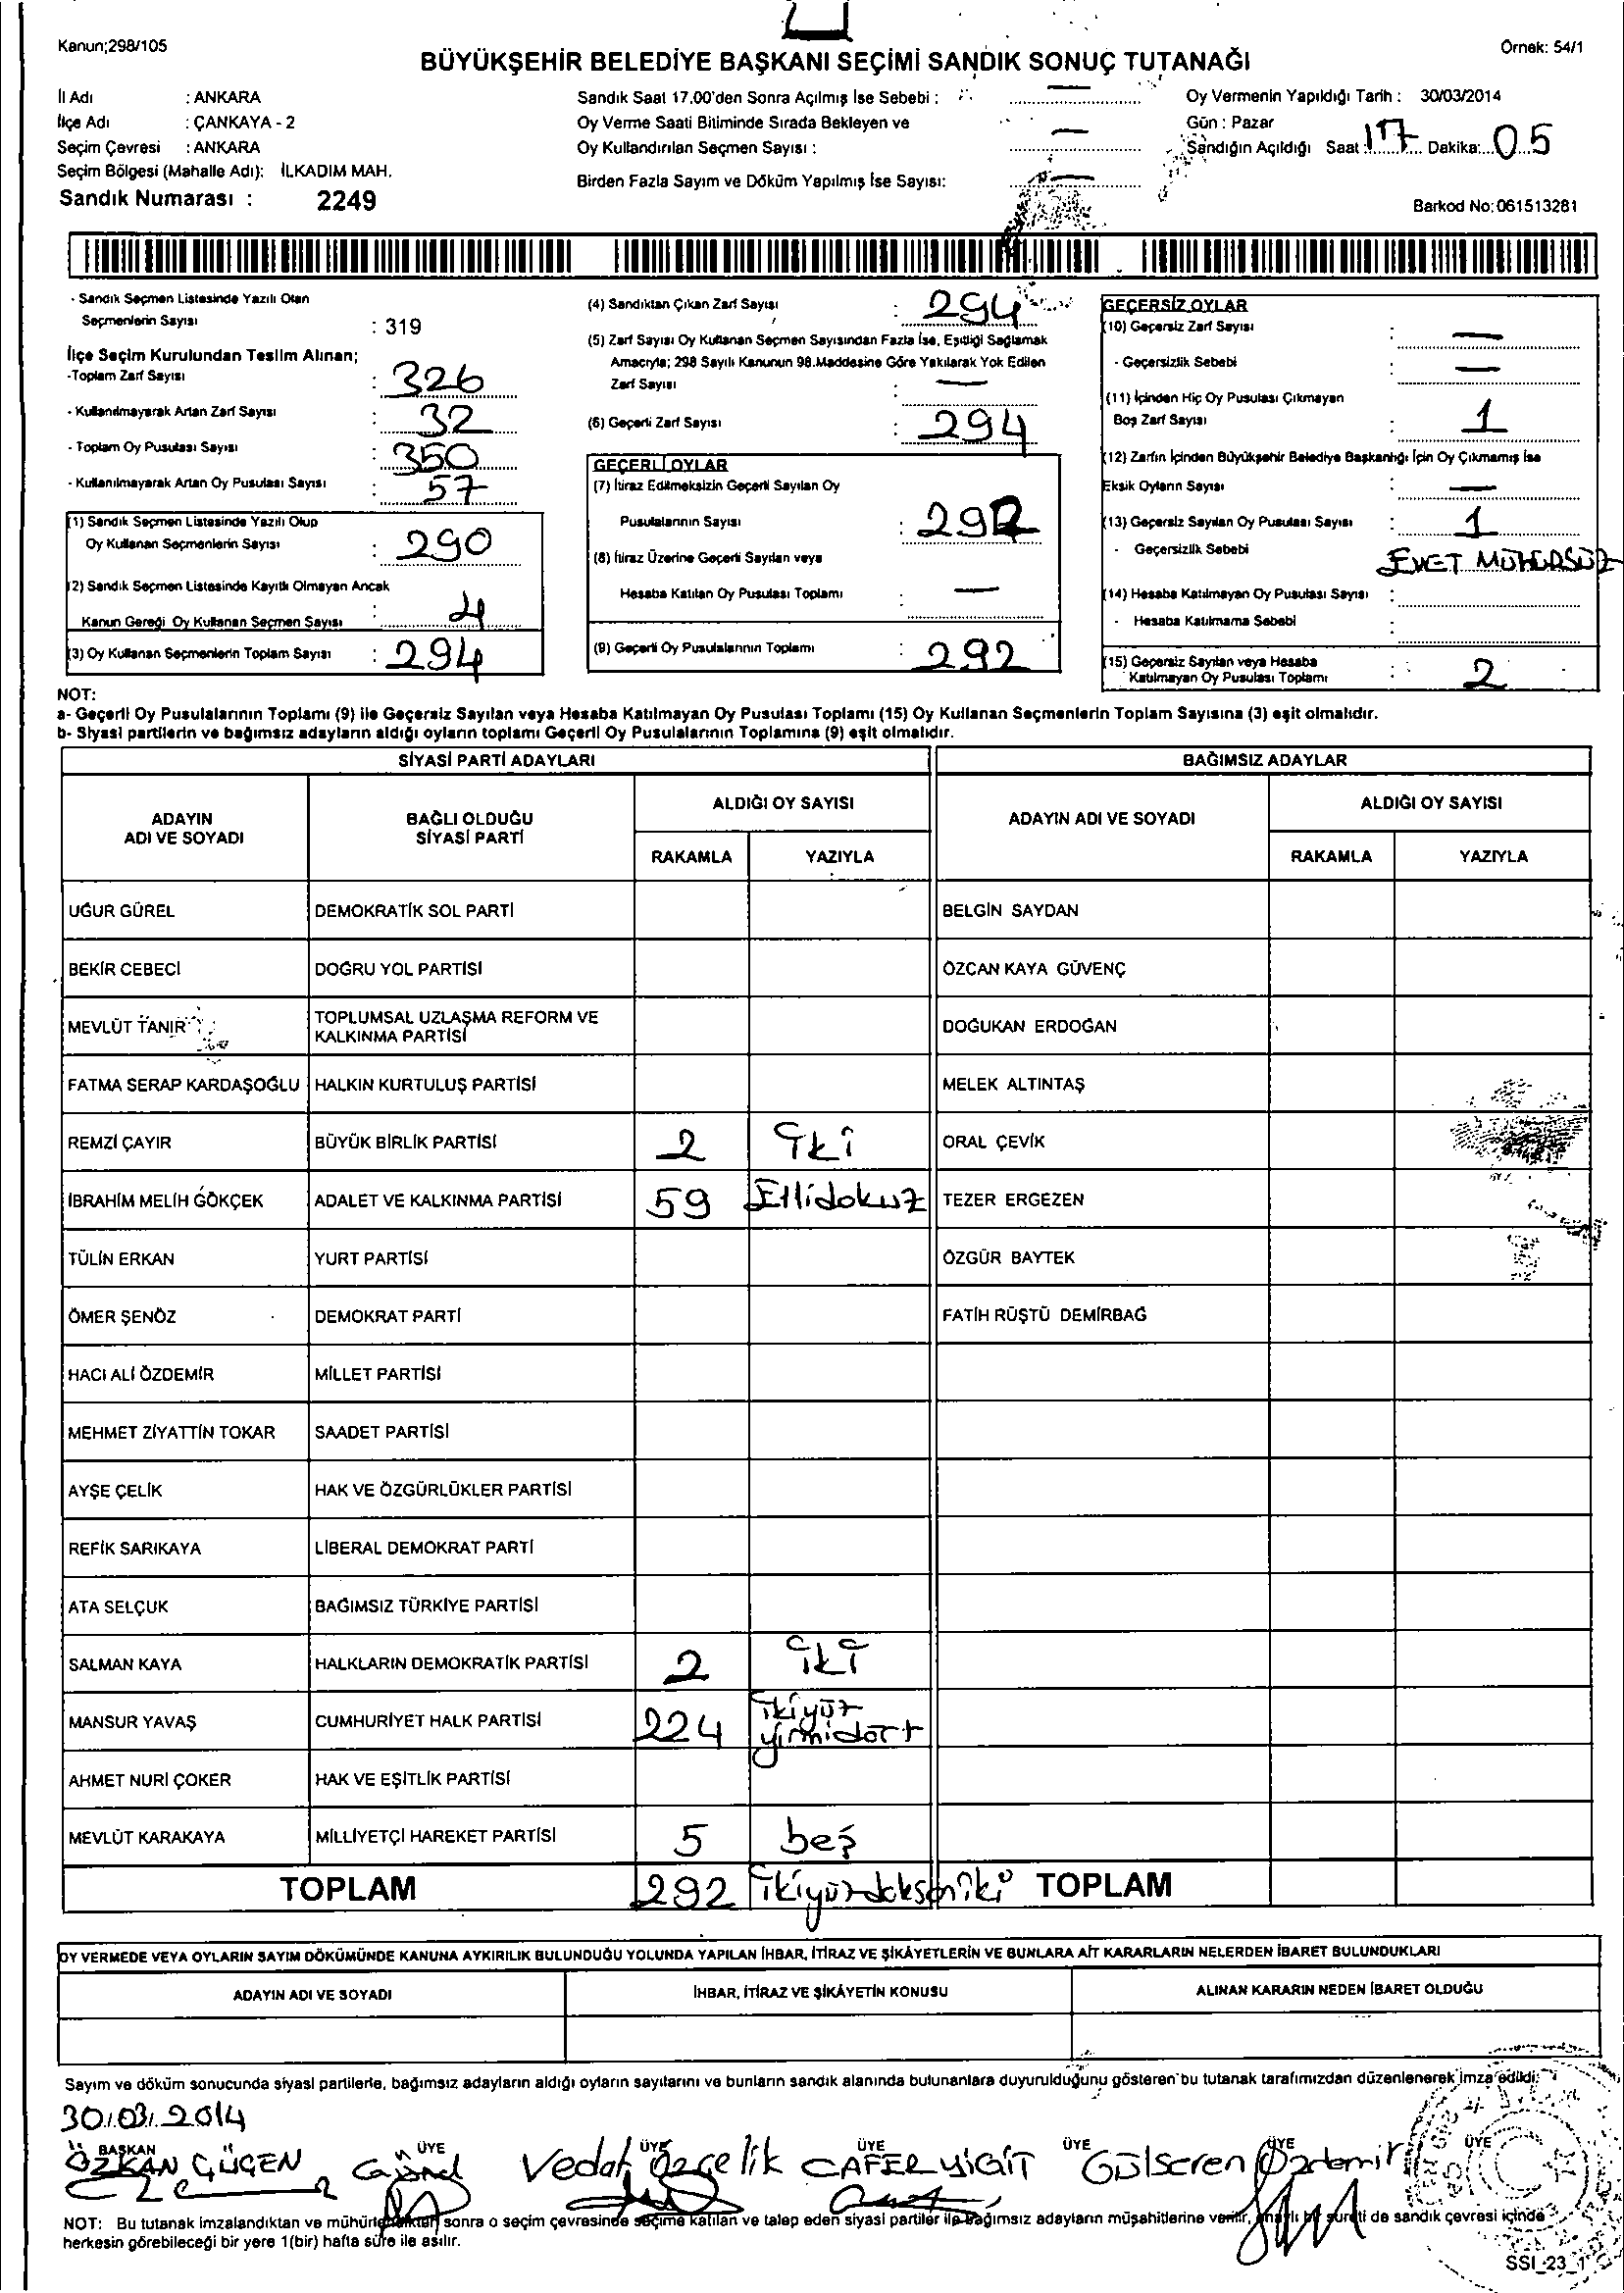 Kanun;298/105
Örnek: 54/1
BÜYÜKŞEHİR BELEDİYE BAŞKANI SEÇİMİ SANDIK SONUÇ TUTANAĞI
İl Adı : ANKARA
İlçe Adı : ÇANKAYA - 2
Seçim Çevresi : ANKARA
Seçim Bölgesi (Mahalle Adı): İLKADIM MAH.
Sandık Numarası : 2249
Sandık Saat 17.00'den Sonra Açılmış İse Sebebi : —
Oy Verme Saati Bitiminde Sırada Bekleyen ve
Oy Kullandırılan Seçmen Sayısı : —
Birden Fazla Sayım ve Döküm Yapılmış İse Sayısı: —
Oy Vermenin Yapıldığı Tarih : 30/03/2014
Gün : Pazar
Sandığın Açıldığı Saat : 17 Dakika: 05
Barkod No:061513281
- Sandık Seçmen Listesinde Yazılı Olan
Seçmenlerin Sayısı : 319
İlçe Seçim Kurulundan Teslim Alınan;
-Toplam Zarf Sayısı : 326
- Kullanılmayarak Artan Zarf Sayısı : 32
- Toplam Oy Pusulası Sayısı : 350
- Kullanılmayarak Artan Oy Pusulası Sayısı : 57
(1) Sandık Seçmen Listesinde Yazılı Olup
Oy Kullanan Seçmenlerin Sayısı : 290
(2) Sandık Seçmen Listesinde Kayıtlı Olmayan Ancak
Kanun Gereği Oy Kullanan Seçmen Sayısı : 4
(3) Oy Kullanan Seçmenlerin Toplam Sayısı : 294
(4) Sandıktan Çıkan Zarf Sayısı : 294
(5) Zarf Sayısı Oy Kullanan Seçmen Sayısından Fazla İse, Eşitliği Sağlamak
Amacıyla; 298 Sayılı Kanunun 98.Maddesine Göre Yakılarak Yok Edilen
Zarf Sayısı : —
(6) Geçerli Zarf Sayısı : 294
GEÇERLİ OYLAR
(7) İtiraz Edilmeksizin Geçerli Sayılan Oy
Pusulalarının Sayısı : 292
(8) İtiraz Üzerine Geçerli Sayılan veya
Hesaba Katılan Oy Pusulası Toplamı : —
(9) Geçerli Oy Pusulalarının Toplamı : 292
GEÇERSİZ OYLAR
(10) Geçersiz Zarf Sayısı : —
- Geçersizlik Sebebi : —
(11) İçinden Hiç Oy Pusulası Çıkmayan
Boş Zarf Sayısı : 1
(12) Zarfın İçinden Büyükşehir Belediye Başkanlığı İçin Oy Çıkmamış İse
Eksik Oyların Sayısı : —
(13) Geçersiz Sayılan Oy Pusulası Sayısı : 1
- Geçersizlik Sebebi EVET MÜHÜRSÜZ
(14) Hesaba Katılmayan Oy Pusulası Sayısı :
- Hesaba Katılmama Sebebi :
(15) Geçersiz Sayılan veya Hesaba
Katılmayan Oy Pusulası Toplamı : 2
NOT:
a- Geçerli Oy Pusulalarının Toplamı (9) ile Geçersiz Sayılan veya Hesaba Katılmayan Oy Pusulası Toplamı (15) Oy Kullanan Seçmenlerin Toplam Sayısına (3) eşit olmalıdır.
b- Siyasi partilerin ve bağımsız adayların aldığı oyların toplamı Geçerli Oy Pusulalarının Toplamına (9) eşit olmalıdır.
SİYASİ PARTİ ADAYLARI BAĞIMSIZ ADAYLAR
ADAYIN
ADI VE SOYADI
BAĞLI OLDUĞU
SİYASİ PARTİ
ALDIĞI OY SAYISI
RAKAMLA YAZIYLA
ADAYIN ADI VE SOYADI
ALDIĞI OY SAYISI
RAKAMLA YAZIYLA
UĞUR GÜREL DEMOKRATİK SOL PARTİ BELGİN SAYDAN
BEKİR CEBECİ DOĞRU YOL PARTİSİ ÖZCAN KAYA GÜVENÇ
MEVLÜT TANIR TOPLUMSAL UZLAŞMA REFORM VE
KALKINMA PARTİSİ DOĞUKAN ERDOĞAN
FATMA SERAP KARDAŞOĞLU HALKIN KURTULUŞ PARTİSİ MELEK ALTINTAŞ
REMZİ ÇAYIR BÜYÜK BİRLİK PARTİSİ 2 iki ORAL ÇEVİK
İBRAHİM MELİH GÖKÇEK ADALET VE KALKINMA PARTİSİ 59 Ellidokuz TEZER ERGEZEN
TÜLİN ERKAN YURT PARTİSİ ÖZGÜR BAYTEK
ÖMER ŞENÖZ DEMOKRAT PARTİ FATİH RÜŞTÜ DEMİRBAĞ
HACI ALİ ÖZDEMİR MİLLET PARTİSİ
MEHMET ZİYATTİN TOKAR SAADET PARTİSİ
AYŞE ÇELİK HAK VE ÖZGÜRLÜKLER PARTİSİ
REFİK SARIKAYA LİBERAL DEMOKRAT PARTİ
ATA SELÇUK BAĞIMSIZ TÜRKİYE PARTİSİ
SALMAN KAYA HALKLARIN DEMOKRATİK PARTİSİ 2 iki
MANSUR YAVAŞ CUMHURİYET HALK PARTİSİ 224 ikiyüz
yirmidört
AHMET NURİ ÇOKER HAK VE EŞİTLİK PARTİSİ
MEVLÜT KARAKAYA MİLLİYETÇİ HAREKET PARTİSİ 5 beş
TOPLAM 292 ikiyüzdoksaniki TOPLAM
OY VERMEDE VEYA OYLARIN SAYIM DÖKÜMÜNDE KANUNA AYKIRILIK BULUNDUĞU YOLUNDA YAPILAN İHBAR, İTİRAZ VE ŞİKÂYETLERİN VE BUNLARA AİT KARARLARIN NELERDEN İBARET BULUNDUKLARI
ADAYIN ADI VE SOYADI İHBAR, İTİRAZ VE ŞİKÂYETİN KONUSU ALINAN KARARIN NEDEN İBARET OLDUĞU
Sayım ve döküm sonucunda siyasi partilerle, bağımsız adayların aldığı oyların sayılarını ve bunların sandık alanında bulunanlara duyurulduğunu gösteren bu tutanak tarafımızdan düzenlenerek imza edildi.
30.03.2014
BAŞKAN ÜYE ÜYE ÜYE ÜYE ÜYE ÜYE
ÖZKAN GÜGEN Vedat Özçelik CAFER YİGİT Gülseren Özdemir
NOT: Bu tutanak imzalandıktan ve mühürlendikten sonra o seçim çevresinde seçime katılan ve talep eden siyasi partiler ile bağımsız adayların müşahitlerine verilir, onaylı bir sureti de sandık çevresi içinde
herkesin görebileceği bir yere 1(bir) hafta süre ile asılır.
SSI_23_1